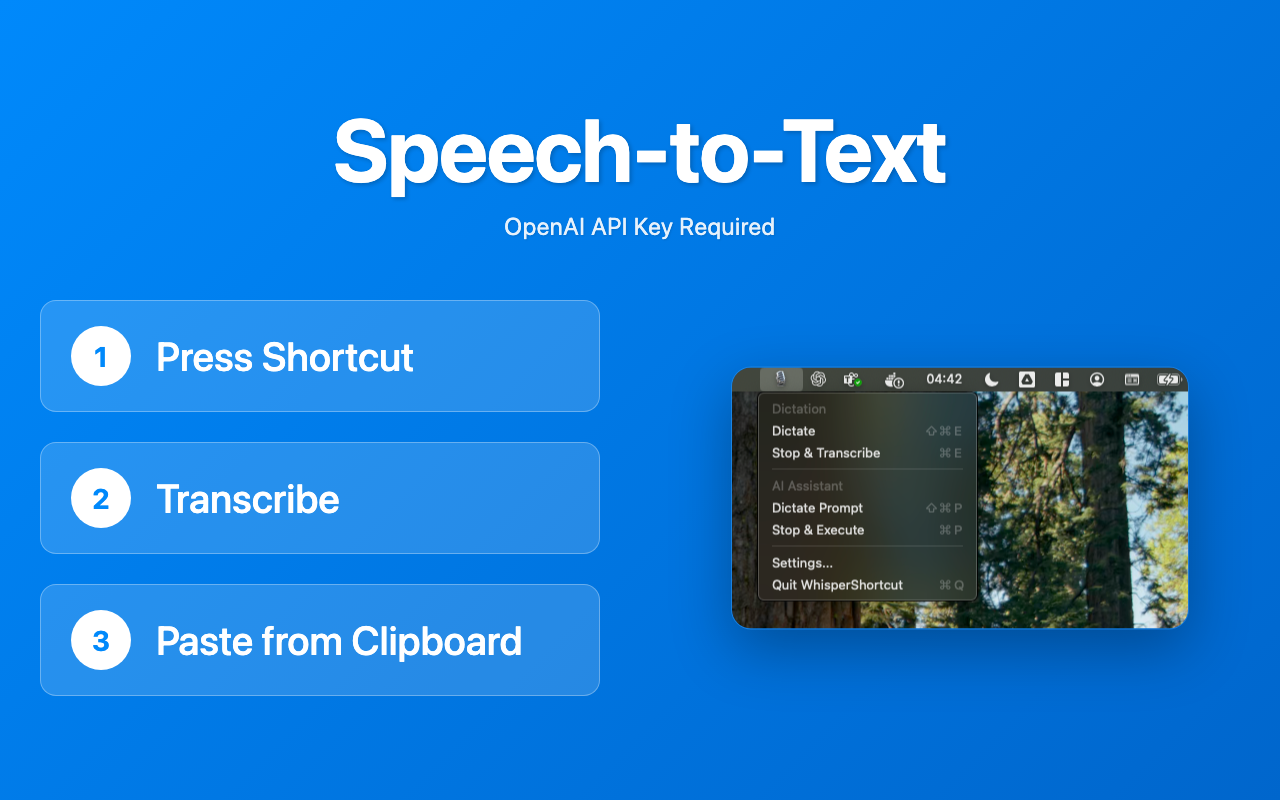 Speech-to-Text
OpenAI API Key Required
1 Press Shortcut
2 Transcribe
3 Paste from Clipboard
04:42
Dictation
Dictate ⇧⌘E
Stop & Transcribe ⌘E
AI Assistant
Dictate Prompt ⇧⌘P
Stop & Execute ⌘P
Settings...
Quit WhisperShortcut ⌘Q